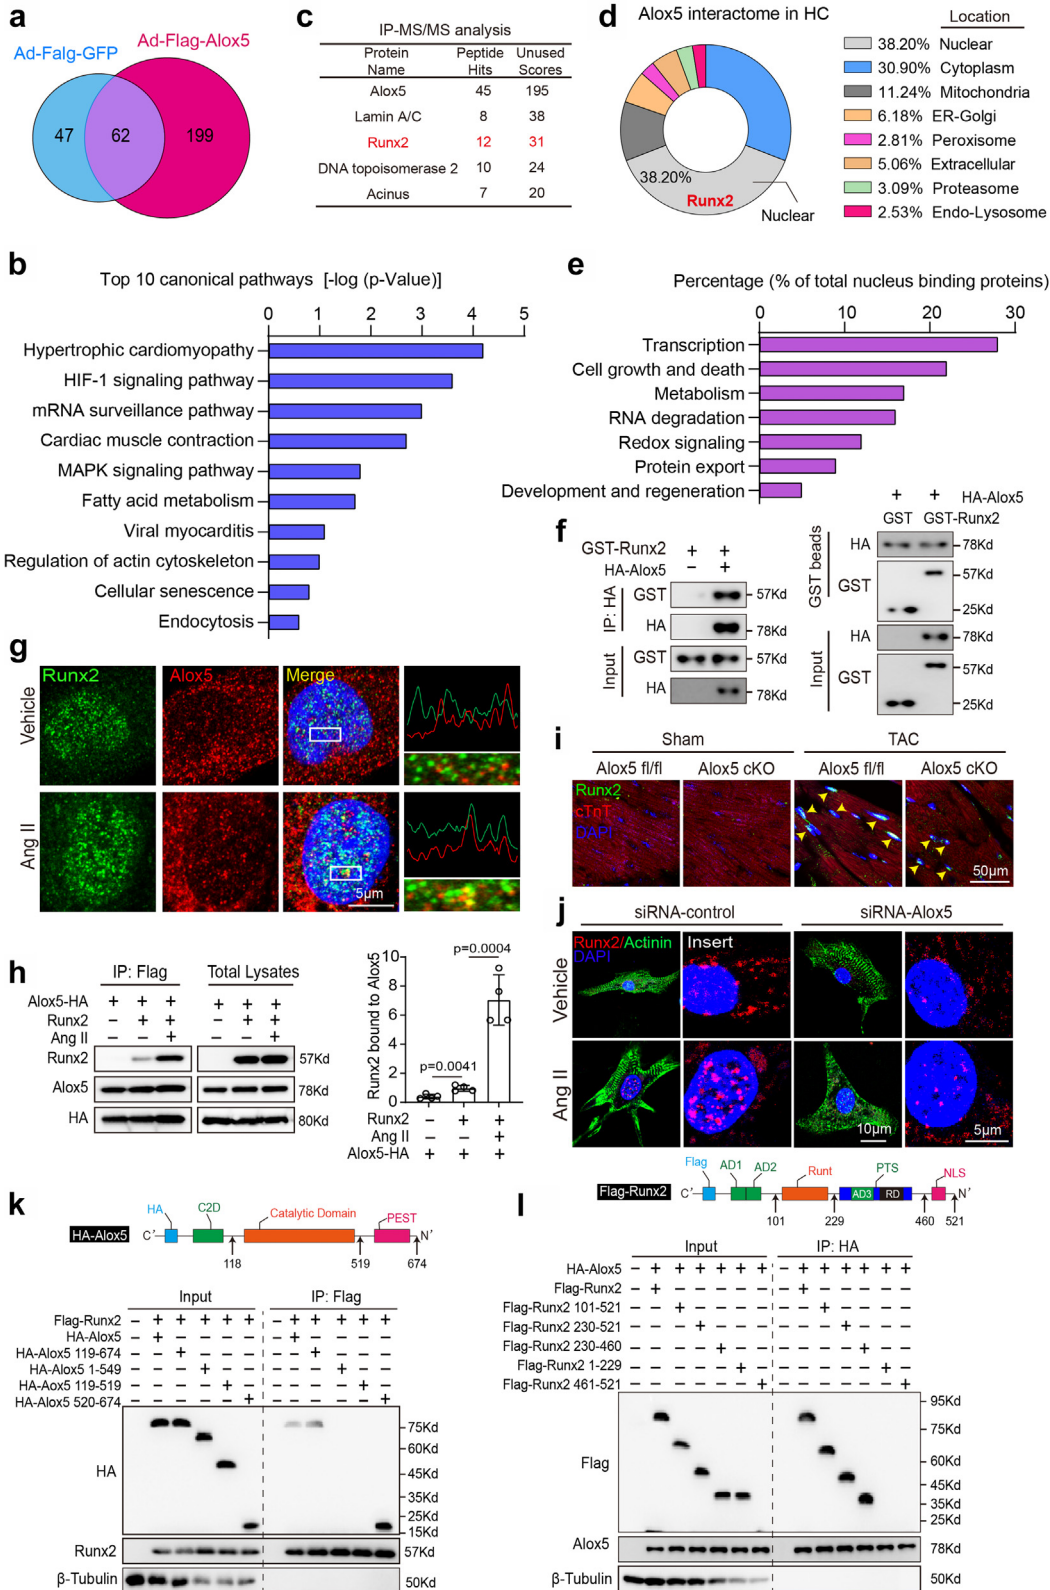 a
Ad-Falg-GFP
Ad-Flag-Alox5
47
62
199
c
IP-MS/MS analysis
Protein Name Peptide Hits Unused Scores
Alox5 45 195
Lamin A/C 8 38
Runx2 12 31
DNA topoisomerase 2 10 24
Acinus 7 20
d
Alox5 interactome in HC
38.20%
Runx2
Nuclear
Location
38.20% Nuclear
30.90% Cytoplasm
11.24% Mitochondria
6.18% ER-Golgi
2.81% Peroxisome
5.06% Extracellular
3.09% Proteasome
2.53% Endo-Lysosome
b
Top 10 canonical pathways [-log (p-Value)]
0 1 2 3 4 5
Hypertrophic cardiomyopathy
HIF-1 signaling pathway
mRNA surveillance pathway
Cardiac muscle contraction
MAPK signaling pathway
Fatty acid metabolism
Viral myocarditis
Regulation of actin cytoskeleton
Cellular senescence
Endocytosis
e
Percentage (% of total nucleus binding proteins)
0 10 20 30
Transcription
Cell growth and death
Metabolism
RNA degradation
Redox signaling
Protein export
Development and regeneration
f
GST-Runx2 + +
HA-Alox5 − +
IP: HA
GST 57Kd
HA 78Kd
Input
GST 57Kd
HA 78Kd
+ + HA-Alox5
GST GST-Runx2
GST beads
HA 78Kd
GST 57Kd
25Kd
Input
HA 78Kd
GST 57Kd
25Kd
g
Runx2 Alox5 Merge
Vehicle
Ang II
5μm
h
IP: Flag Total Lysates
Alox5-HA + + + + + +
Runx2 − + + − + +
Ang II − − + − − +
Runx2 57Kd
Alox5 78Kd
HA 80Kd
Runx2 bound to Alox5
10
8
6
4
2
0
p=0.0004
p=0.0041
Runx2 − + +
Ang II − − +
Alox5-HA + + +
i
Sham TAC
Alox5 fl/fl Alox5 cKO Alox5 fl/fl Alox5 cKO
Runx2
cTnT
DAPI
50μm
j
siRNA-control siRNA-Alox5
Runx2/Actinin
DAPI
Insert
Vehicle
Ang II
10μm
5μm
k
HA-Alox5
C' HA C2D Catalytic Domain PEST N'
118 519 674
Input IP: Flag
Flag-Runx2 − + + + + + − + + + + +
HA-Alox5 − + − − − − − + − − − −
HA-Alox5 119-674 − − + − − − − − + − − −
HA-Alox5 1-549 − − − + − − − − − + − −
HA-Aox5 119-519 − − − − + − − − − − + −
HA-Alox5 520-674 − − − − − + − − − − − +
HA
75Kd
60Kd
45Kd
35Kd
25Kd
15Kd
Runx2 57Kd
β-Tubulin 50Kd
l
Flag-Runx2
C' Flag AD1 AD2 Runt PTS AD3 RD NLS N'
101 229 460 521
Input IP: HA
HA-Alox5 − + + + + + + − + + + + + +
Flag-Runx2 − + − − − − − − + − − − − −
Flag-Runx2 101-521 − − + − − − − − − + − − − −
Flag-Runx2 230-521 − − − + − − − − − − + − − −
Flag-Runx2 230-460 − − − − + − − − − − − + − −
Flag-Runx2 1-229 − − − − − + − − − − − − + −
Flag-Runx2 461-521 − − − − − − + − − − − − − +
Flag
95Kd
75Kd
60Kd
45Kd
35Kd
25Kd
Alox5 78Kd
β-Tubulin 50Kd